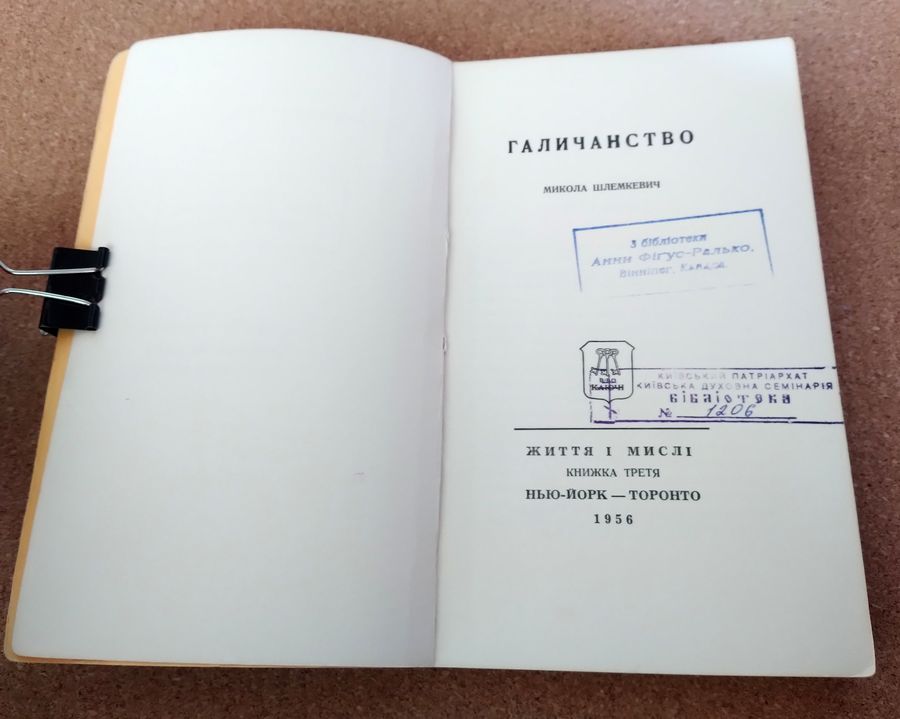 ГАЛИЧАНСТВО
МИКОЛА ШЛЕМКЕВИЧ
З бібліотеки
Анни Фігус-Ралько.
Вінніпег, Канада
КЛЮЧІ
КИЇВСЬКИЙ ПАТРІАРХАТ
КИЇВСЬКА ДУХОВНА СЕМІНАРІЯ
БІБЛІОТЕКА
№ 1206
ЖИТТЯ І МИСЛІ
КНИЖКА ТРЕТЯ
НЬЮ-ЙОРК — ТОРОНТО
1956